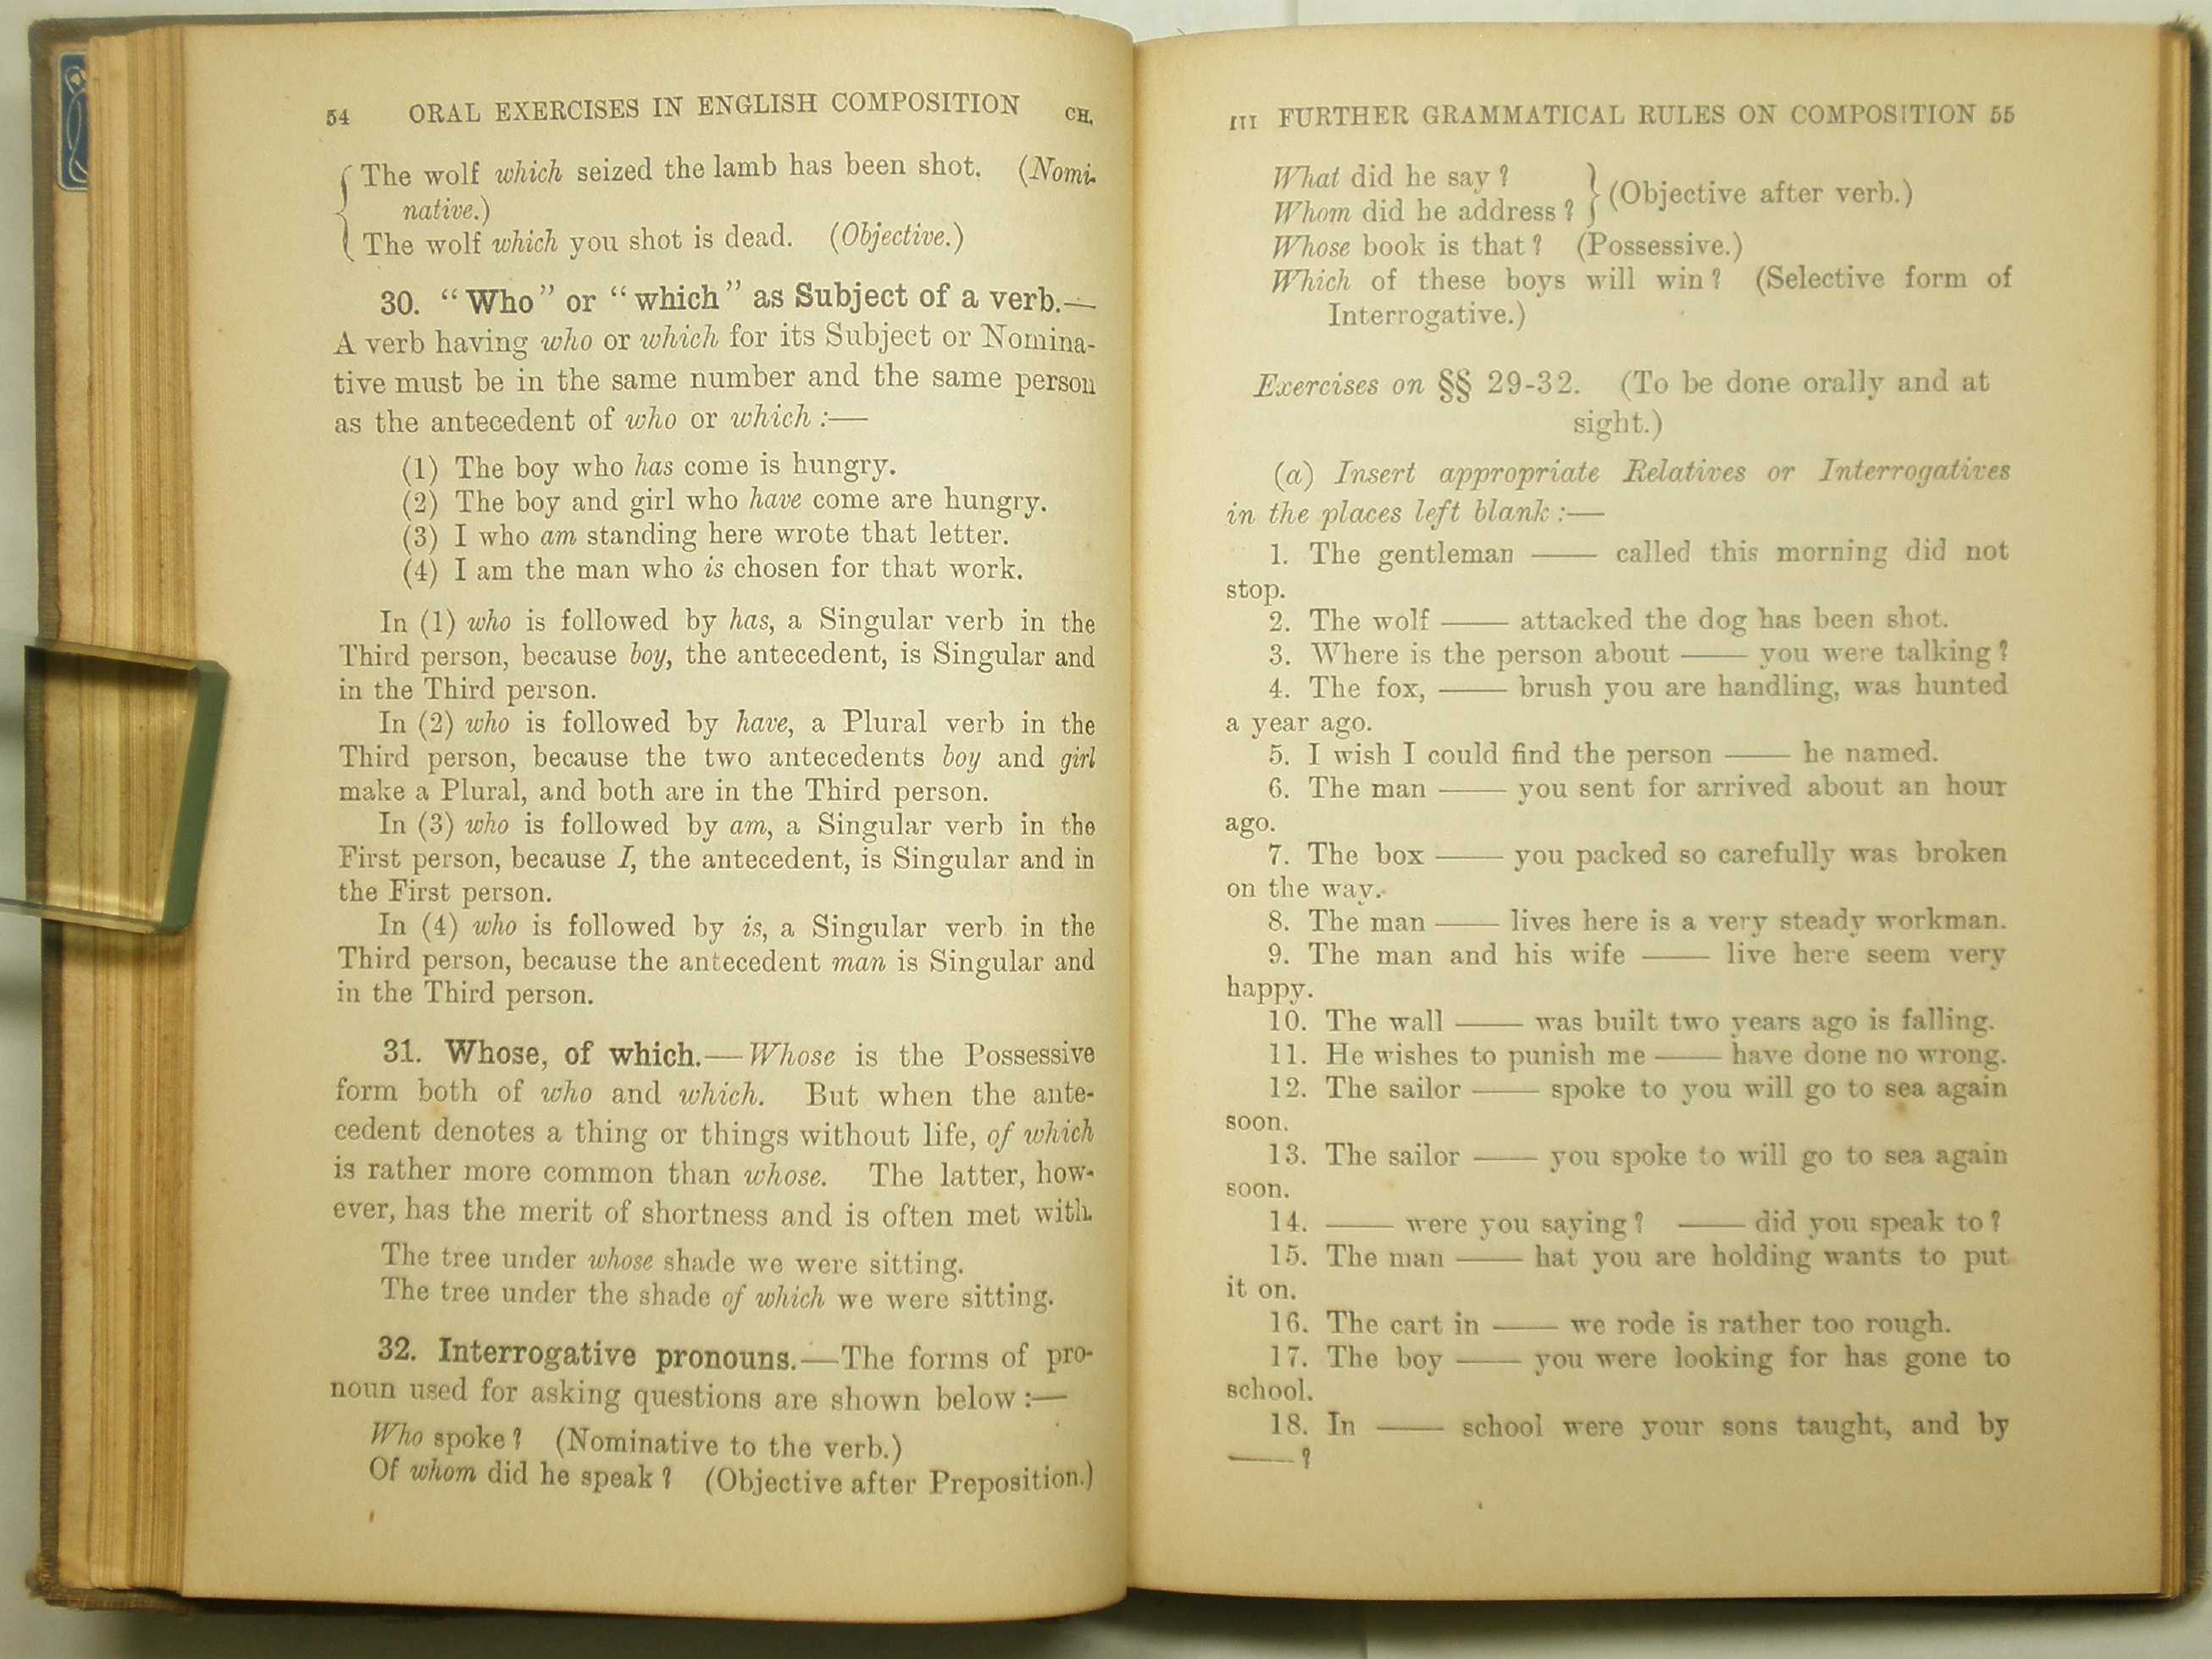 54 ORAL EXERCISES IN ENGLISH COMPOSITION CH.
The wolf which seized the lamb has been shot. (Nomi-
native.)
The wolf which you shot is dead. (Objective.)
30. “Who” or “which” as Subject of a verb.—
A verb having who or which for its Subject or Nomina-
tive must be in the same number and the same person
as the antecedent of who or which :—
(1) The boy who has come is hungry.
(2) The boy and girl who have come are hungry.
(3) I who am standing here wrote that letter.
(4) I am the man who is chosen for that work.
In (1) who is followed by has, a Singular verb in the
Third person, because boy, the antecedent, is Singular and
in the Third person.
In (2) who is followed by have, a Plural verb in the
Third person, because the two antecedents boy and girl
make a Plural, and both are in the Third person.
In (3) who is followed by am, a Singular verb in the
First person, because I, the antecedent, is Singular and in
the First person.
In (4) who is followed by is, a Singular verb in the
Third person, because the antecedent man is Singular and
in the Third person.
31. Whose, of which.—Whose is the Possessive
form both of who and which. But when the ante-
cedent denotes a thing or things without life, of which
is rather more common than whose. The latter, how-
ever, has the merit of shortness and is often met with.
The tree under whose shade we were sitting.
The tree under the shade of which we were sitting.
32. Interrogative pronouns.—The forms of pro-
noun used for asking questions are shown below :—
Who spoke ? (Nominative to the verb.)
Of whom did he speak ? (Objective after Preposition.)
III FURTHER GRAMMATICAL RULES ON COMPOSITION 55
What did he say ?
Whom did he address ? } (Objective after verb.)
Whose book is that ? (Possessive.)
Which of these boys will win ? (Selective form of
Interrogative.)
Exercises on §§ 29-32. (To be done orally and at
sight.)
(a) Insert appropriate Relatives or Interrogatives
in the places left blank :—
1. The gentleman —— called this morning did not
stop.
2. The wolf —— attacked the dog has been shot.
3. Where is the person about —— you were talking ?
4. The fox, —— brush you are handling, was hunted
a year ago.
5. I wish I could find the person —— he named.
6. The man —— you sent for arrived about an hour
ago.
7. The box —— you packed so carefully was broken
on the way.
8. The man —— lives here is a very steady workman.
9. The man and his wife —— live here seem very
happy.
10. The wall —— was built two years ago is falling.
11. He wishes to punish me —— have done no wrong.
12. The sailor —— spoke to you will go to sea again
soon.
13. The sailor —— you spoke to will go to sea again
soon.
14. —— were you saying ? —— did you speak to ?
15. The man —— hat you are holding wants to put
it on.
16. The cart in —— we rode is rather too rough.
17. The boy —— you were looking for has gone to
school.
18. In —— school were your sons taught, and by
—— ?